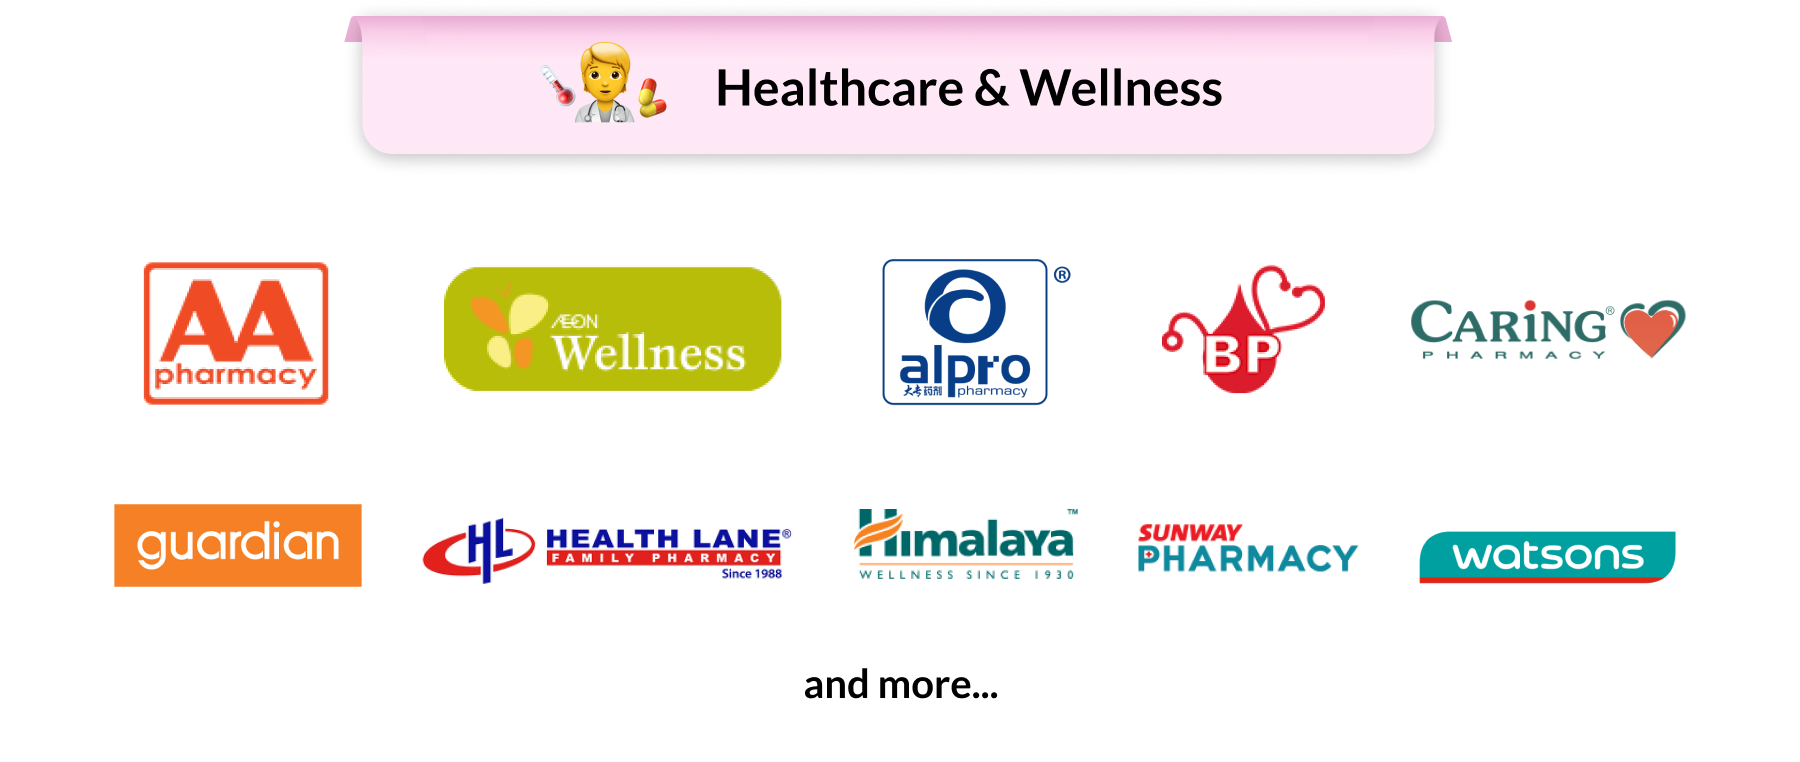 Healthcare & Wellness
AA
pharmacy
ÆON
Wellness
®
alpro
大专药剂 pharmacy
BP
CARiNG®
PHARMACY
guardian
HL
HEALTH LANE®
FAMILY PHARMACY
Since 1988
Himalaya™
WELLNESS SINCE 1930
SUNWAY
PHARMACY
watsons
and more...